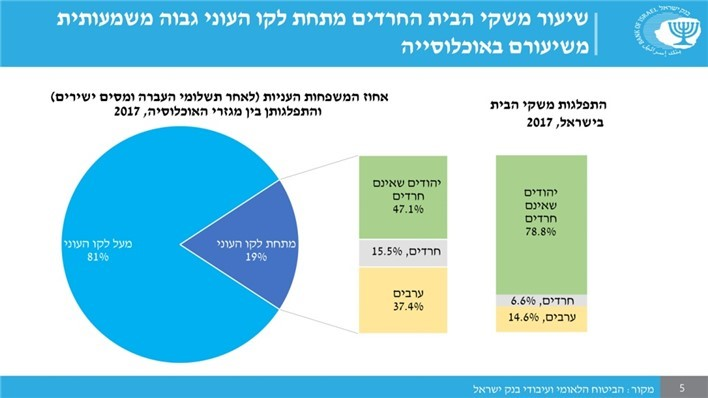 שיעור משקי הבית החרדים מתחת לקו העוני גבוה משמעותית
משיעורם באוכלוסייה
בנק ישראל
BANK OF ISRAEL
התפלגות משקי הבית
בישראל, 2017
אחוז המשפחות העניות (לאחר תשלומי העברה ומסים ישירים)
והתפלגותן בין מגזרי האוכלוסיה, 2017
יהודים
שאינם
חרדים
78.8%
חרדים, 6.6%
ערבים, 14.6%
יהודים שאינם
חרדים
47.1%
חרדים, 15.5%
ערבים
37.4%
מתחת לקו העוני
19%
מעל לקו העוני
81%
5
מקור: הביטוח הלאומי ועיבודי בנק ישראל